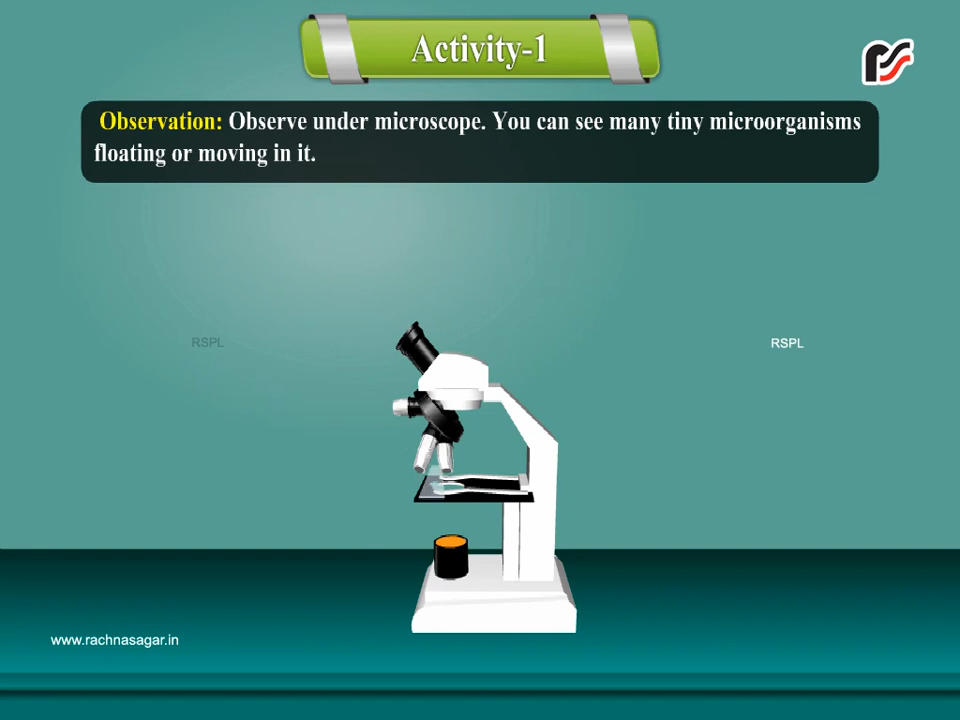 Activity-1
Observation: Observe under microscope. You can see many tiny microorganisms
floating or moving in it.
RSPL
RSPL
www.rachnasagar.in